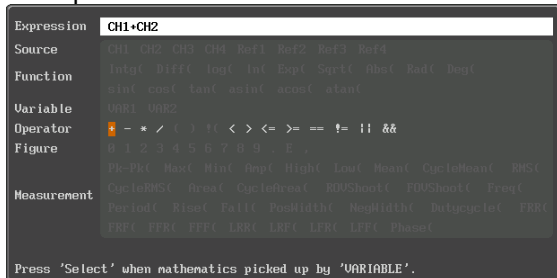 Expression CH1+CH2
Source CH1 CH2 CH3 CH4 Ref1 Ref2 Ref3 Ref4
Function Intg( Diff( log( ln( Exp( Sqrt( Abs( Rad( Deg(
sin( cos( tan( asin( acos( atan(
Variable VAR1 VAR2
Operator + - * / ( ) !( < > <= >= == != || &&
Figure 0 1 2 3 4 5 6 7 8 9 . E ,
Measurement Pk-Pk( Max( Min( Amp( High( Low( Mean( CycleMean( RMS(
CycleRMS( Area( CycleArea( ROVShoot( FOVShoot( Freq(
Period( Rise( Fall( PosWidth( NegWidth( Dutycycle( FRR(
FRF( FFR( FFF( LRR( LRF( LFR( LFF( Phase(
Press 'Select' when mathematics picked up by 'VARIABLE'.